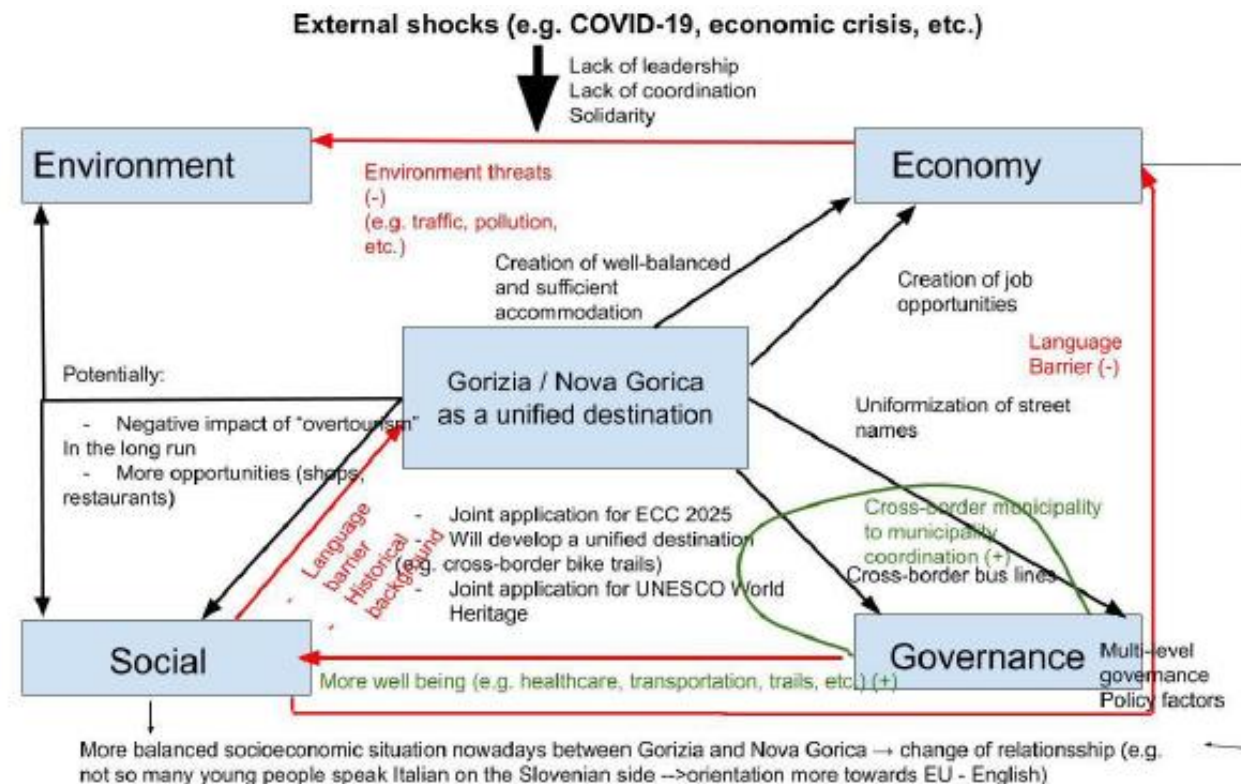 External shocks (e.g. COVID-19, economic crisis, etc.)
Lack of leadership
Lack of coordination
Solidarity
Environment
Economy
Environment threats
(-)
(e.g. traffic, pollution,
etc.)
Creation of well-balanced
and sufficient
accommodation
Creation of job
opportunities
Language
Barrier (-)
Gorizia / Nova Gorica
as a unified destination
Potentially:
- Negative impact of “overtourism”
In the long run
- More opportunities (shops,
restaurants)
Uniformization of street
names
- Language
barrier
- Historical
background
- Joint application for ECC 2025
- Will develop a unified destination
(e.g. cross-border bike trails)
- Joint application for UNESCO World
Heritage
Cross-border municipality
to municipality
coordination (+)
Cross-border bus lines
Social
Governance
Multi-level
governance
Policy factors
More well being (e.g. healthcare, transportation, trails, etc.) (+)
More balanced socioeconomic situation nowadays between Gorizia and Nova Gorica → change of relationsship (e.g.
not so many young people speak Italian on the Slovenian side -->orientation more towards EU - English)